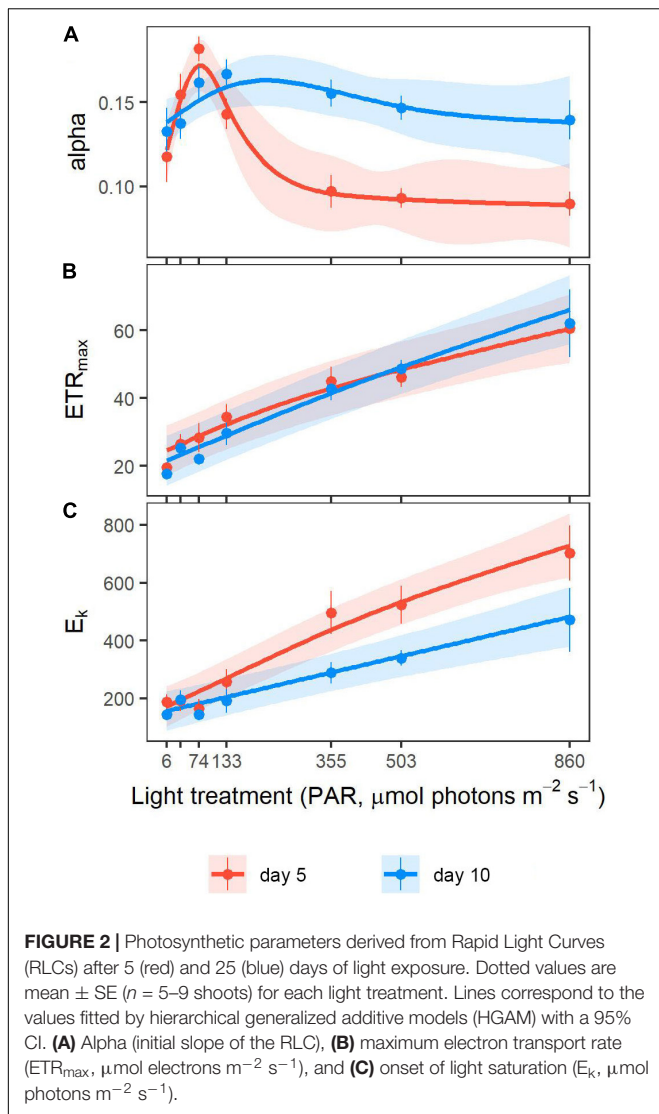 A
alpha
0.15
0.10
B
ETRmax
60
40
20
C
Ek
800
600
400
200
6 74 133 355 503 860
Light treatment (PAR, μmol photons m−2 s−1)
day 5 day 10
FIGURE 2 | Photosynthetic parameters derived from Rapid Light Curves
(RLCs) after 5 (red) and 25 (blue) days of light exposure. Dotted values are
mean ± SE (n = 5–9 shoots) for each light treatment. Lines correspond to the
values fitted by hierarchical generalized additive models (HGAM) with a 95%
CI. (A) Alpha (initial slope of the RLC), (B) maximum electron transport rate
(ETRmax, μmol electrons m−2 s−1), and (C) onset of light saturation (Ek, μmol
photons m−2 s−1).